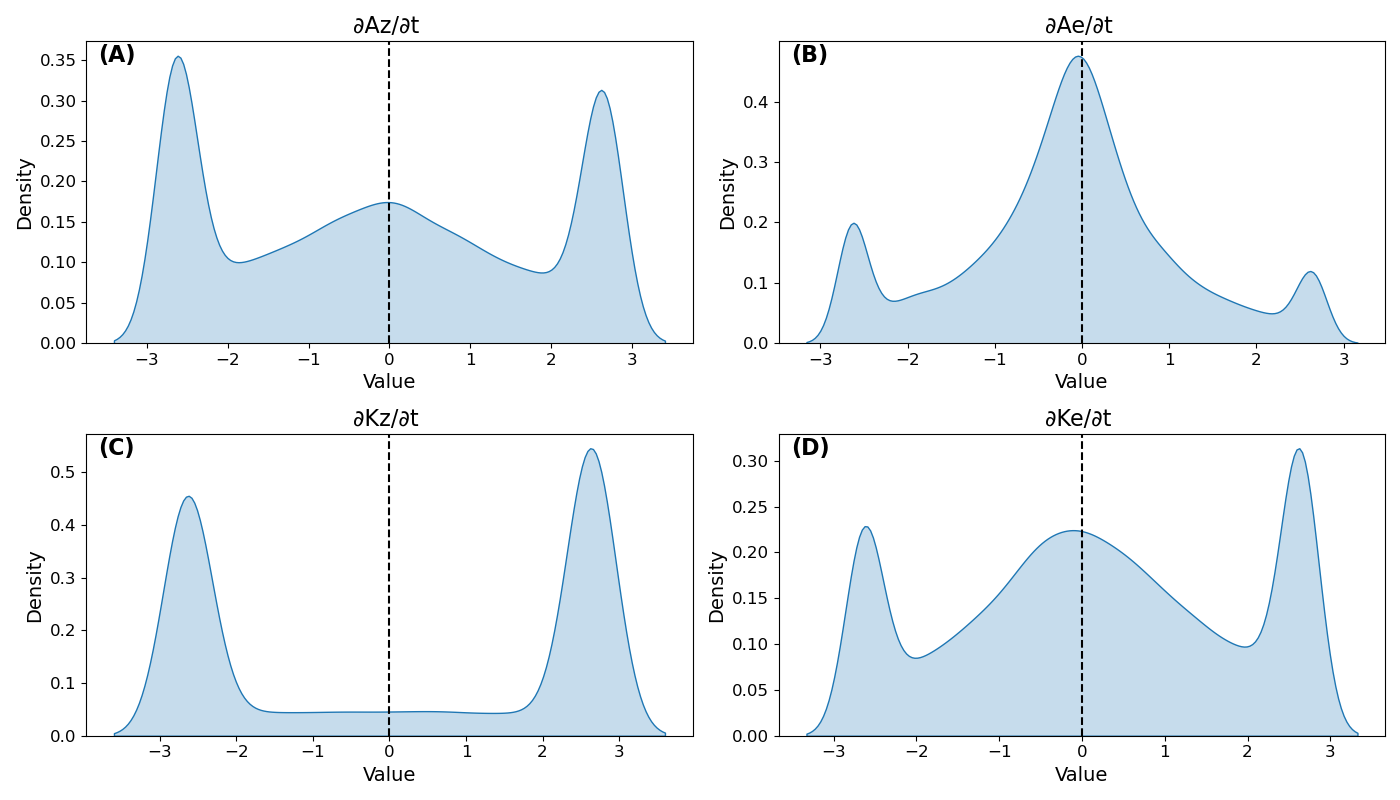 ∂Az/∂t
(A)
0.35
0.30
0.25
0.20
0.15
0.10
0.05
0.00
Density
−3 −2 −1 0 1 2 3
Value
∂Ae/∂t
(B)
0.4
0.3
0.2
0.1
0.0
Density
−3 −2 −1 0 1 2 3
Value
∂Kz/∂t
(C)
0.5
0.4
0.3
0.2
0.1
0.0
Density
−3 −2 −1 0 1 2 3
Value
∂Ke/∂t
(D)
0.30
0.25
0.20
0.15
0.10
0.05
0.00
Density
−3 −2 −1 0 1 2 3
Value